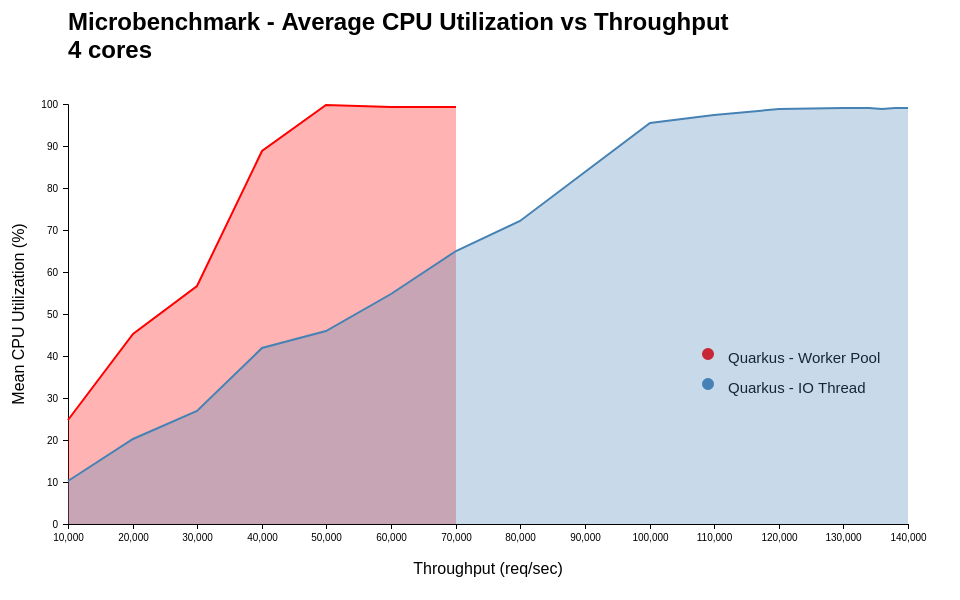 Microbenchmark - Average CPU Utilization vs Throughput
4 cores
100
90
80
70
60
50
40
30
20
10
0
Mean CPU Utilization (%)
Quarkus - Worker Pool
Quarkus - IO Thread
10,000 20,000 30,000 40,000 50,000 60,000 70,000 80,000 90,000 100,000 110,000 120,000 130,000 140,000
Throughput (req/sec)